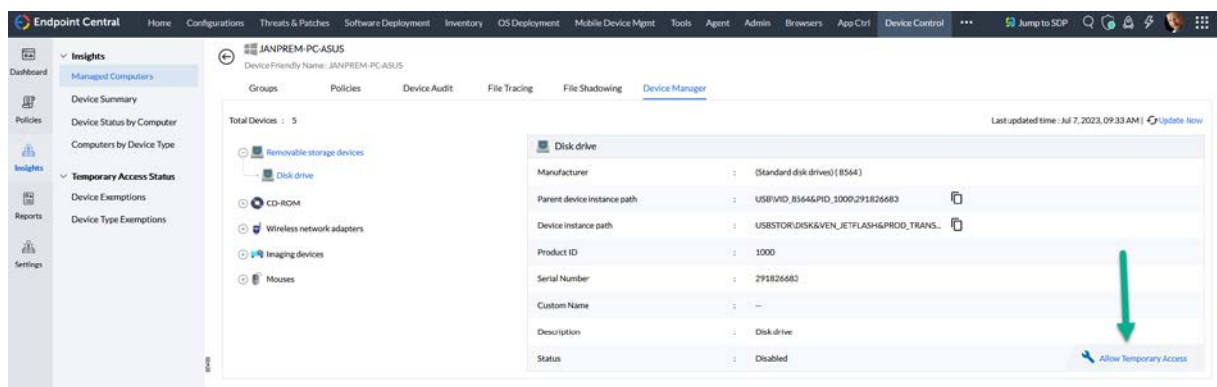 Endpoint Central Home Configurations Threats & Patches Software Deployment Inventory OS Deployment Mobile Device Mgmt Tools Agent Admin Browsers App Ctrl Device Control ••• Jump to SDP
Dashboard
Policies
Insights
Reports
Settings
Insights
Managed Computers
Device Summary
Device Status by Computer
Computers by Device Type
Temporary Access Status
Device Exemptions
Device Type Exemptions
JANPREM-PC-ASUS
Device Friendly Name: JANPREM-PC-ASUS
Groups Policies Device Audit File Tracing File Shadowing Device Manager
Total Devices : 5
Last updated time : Jul 7, 2023, 09:33 AM | Update Now
Removable storage devices
Disk drive
CD-ROM
Wireless network adapters
Imaging devices
Mouses
Disk drive
Manufacturer : (Standard disk drives) ( 8564 )
Parent device instance path : USB\VID_8564&PID_1000\291826683
Device instance path : USBSTOR\DISK&VEN_JETFLASH&PROD_TRANS...
Product ID : 1000
Serial Number : 291826683
Custom Name : --
Description : Disk drive
Status : Disabled Allow Temporary Access